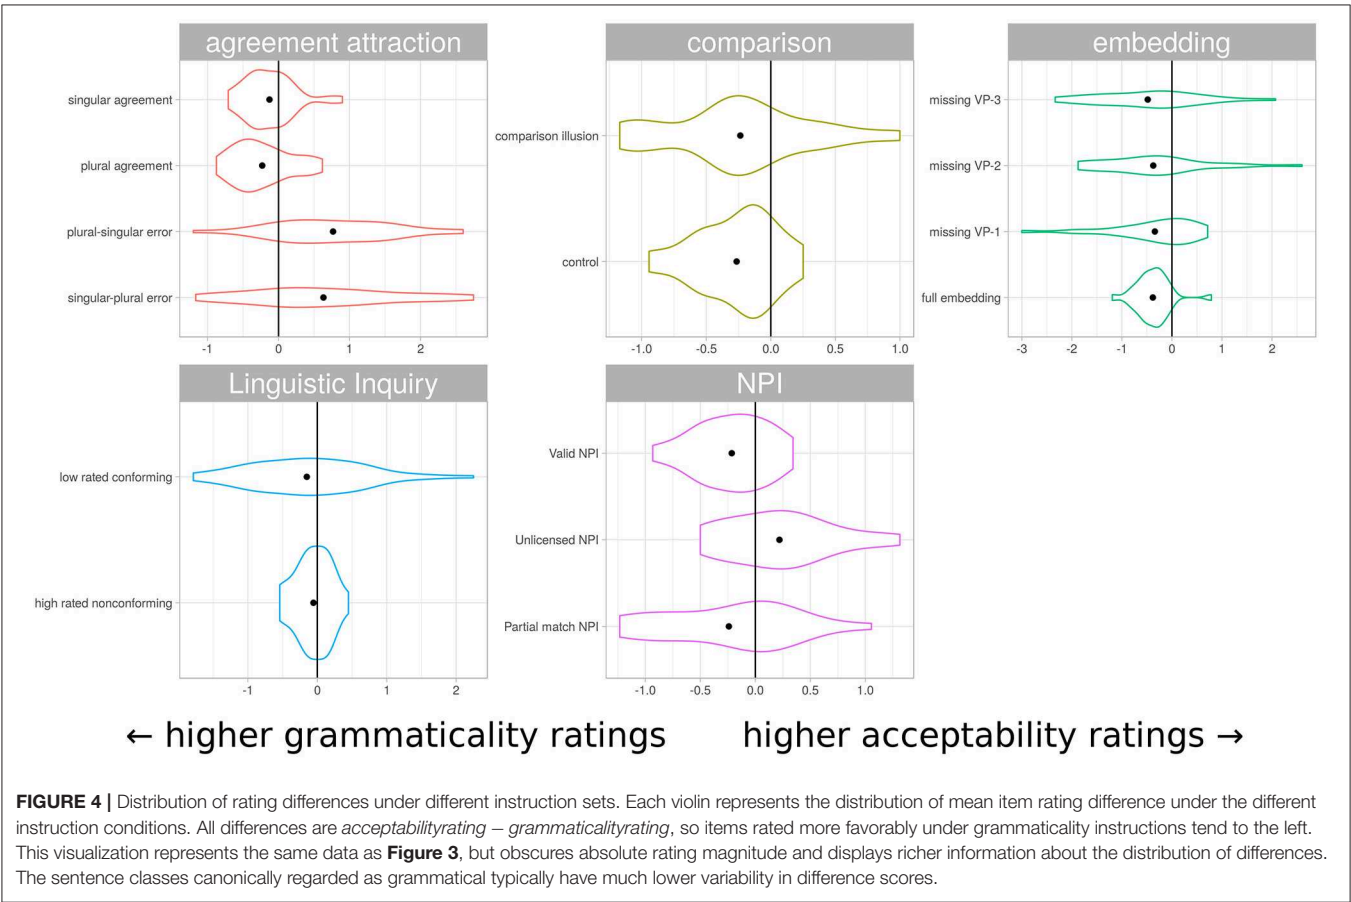 agreement attraction
singular agreement
plural agreement
plural-singular error
singular-plural error
-1 0 1 2
comparison
comparison illusion
control
-1.0 -0.5 0.0 0.5 1.0
embedding
missing VP-3
missing VP-2
missing VP-1
full embedding
-3 -2 -1 0 1 2
Linguistic Inquiry
low rated conforming
high rated nonconforming
-1 0 1 2
NPI
Valid NPI
Unlicensed NPI
Partial match NPI
-1.0 -0.5 0.0 0.5 1.0
← higher grammaticality ratings higher acceptability ratings →
FIGURE 4 | Distribution of rating differences under different instruction sets. Each violin represents the distribution of mean item rating difference under the different
instruction conditions. All differences are acceptabilityrating − grammaticalityrating, so items rated more favorably under grammaticality instructions tend to the left.
This visualization represents the same data as Figure 3, but obscures absolute rating magnitude and displays richer information about the distribution of differences.
The sentence classes canonically regarded as grammatical typically have much lower variability in difference scores.